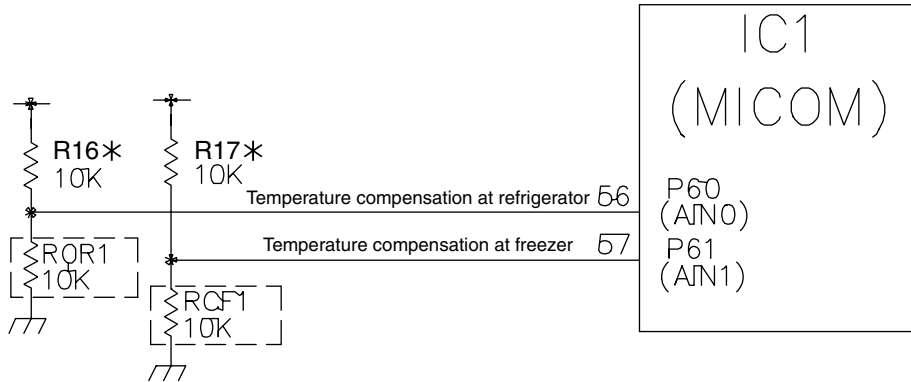 IC1
(MICOM)
R16*
10K
R17*
10K
Temperature compensation at refrigerator 56
P60
(AIN0)
Temperature compensation at freezer 57
P61
(AIN1)
10K
RCF1
10K